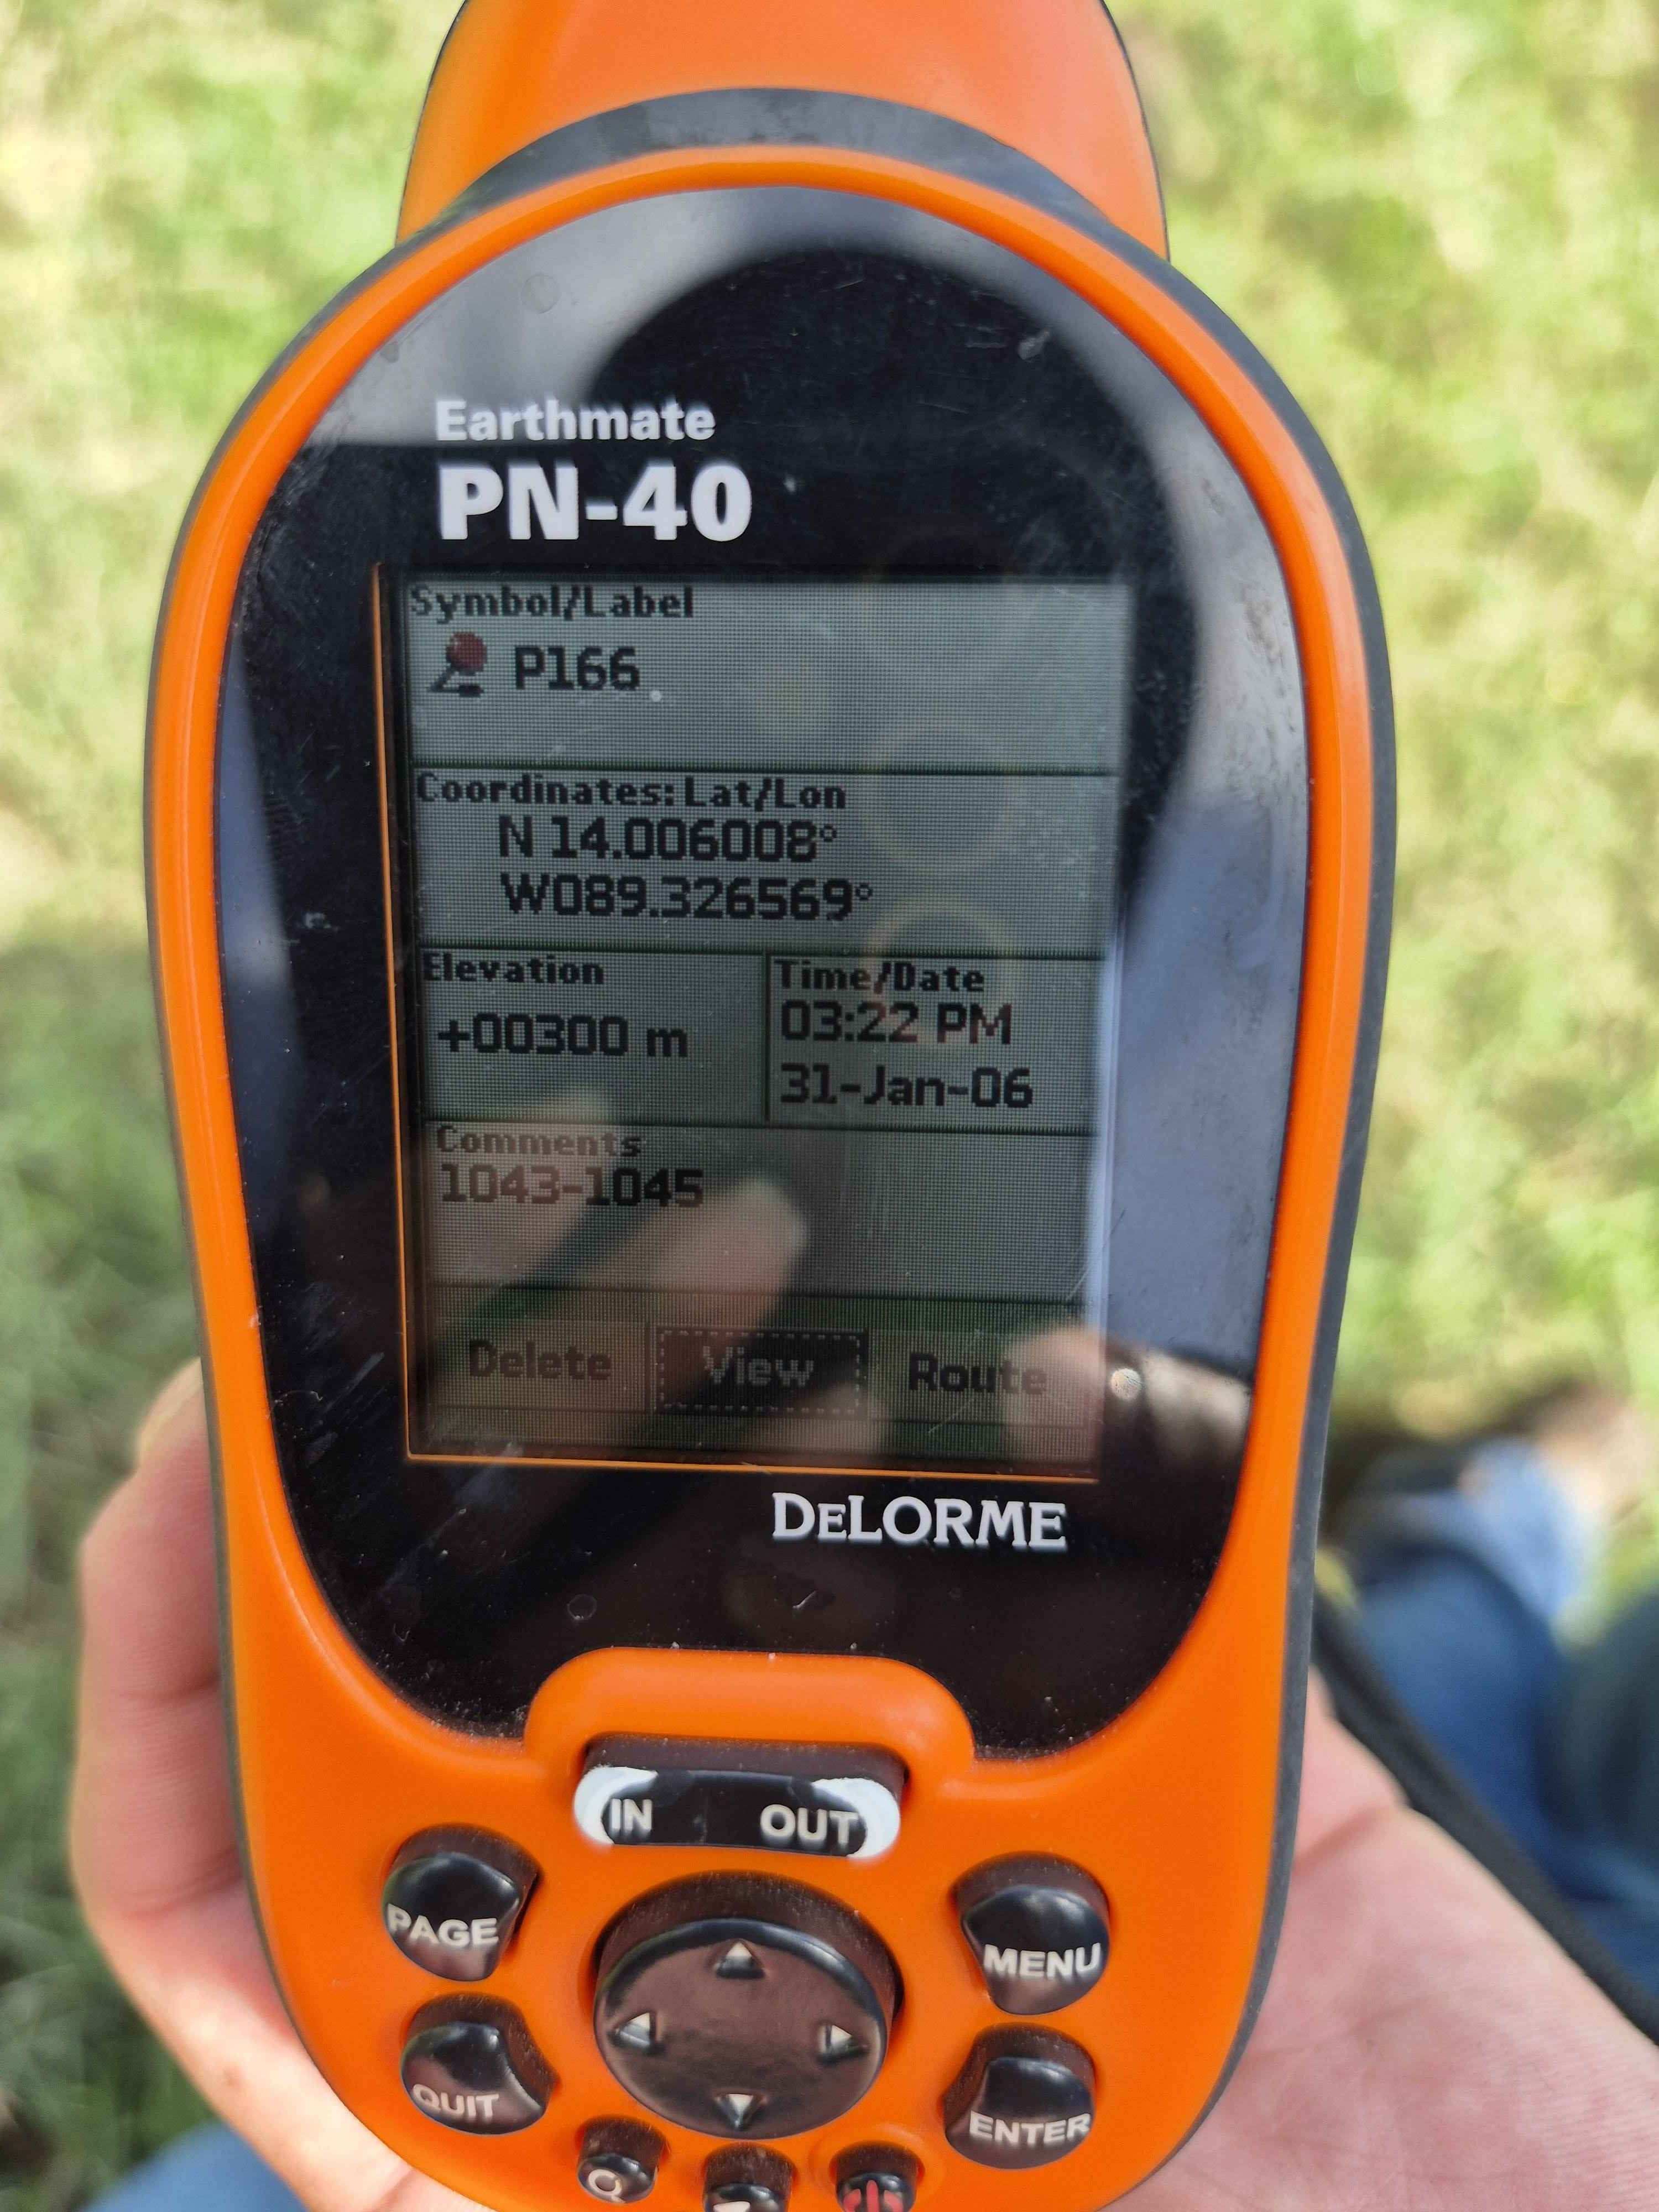 Earthmate
PN-40
Symbol/Label
P166
Coordinates: Lat/Lon
N 14.006008°
W089.326569°
Elevation
+00300 m
Time/Date
03:22 PM
31-Jan-06
Comments
1043-1045
Delete View Route
DELORME
IN OUT
PAGE
MENU
QUIT
ENTER